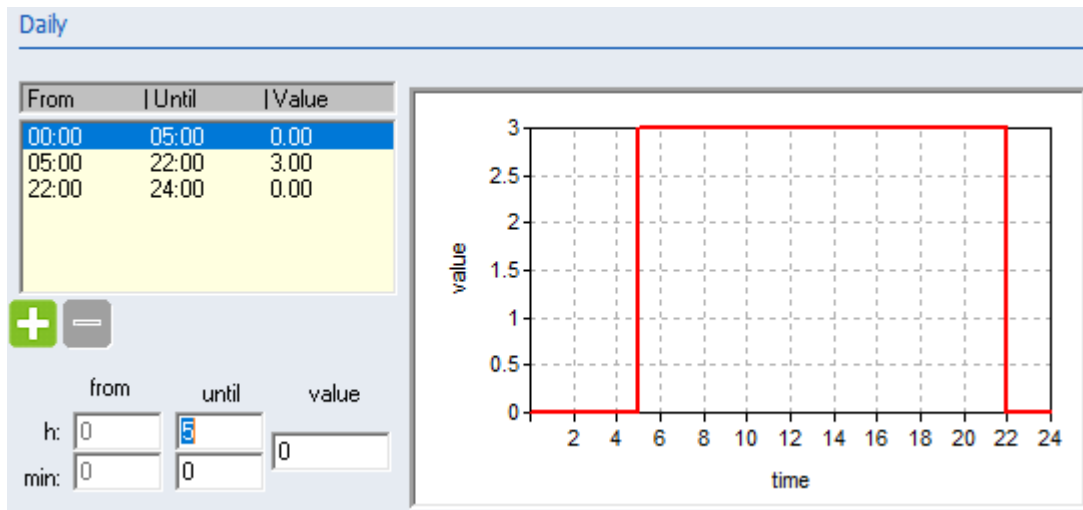 Daily
From | Until | Value
00:00 05:00 0.00
05:00 22:00 3.00
22:00 24:00 0.00
from until value
h: 0 5
0
min: 0 0
3
2.5
2
1.5
1
0.5
0
value
2 4 6 8 10 12 14 16 18 20 22 24
time